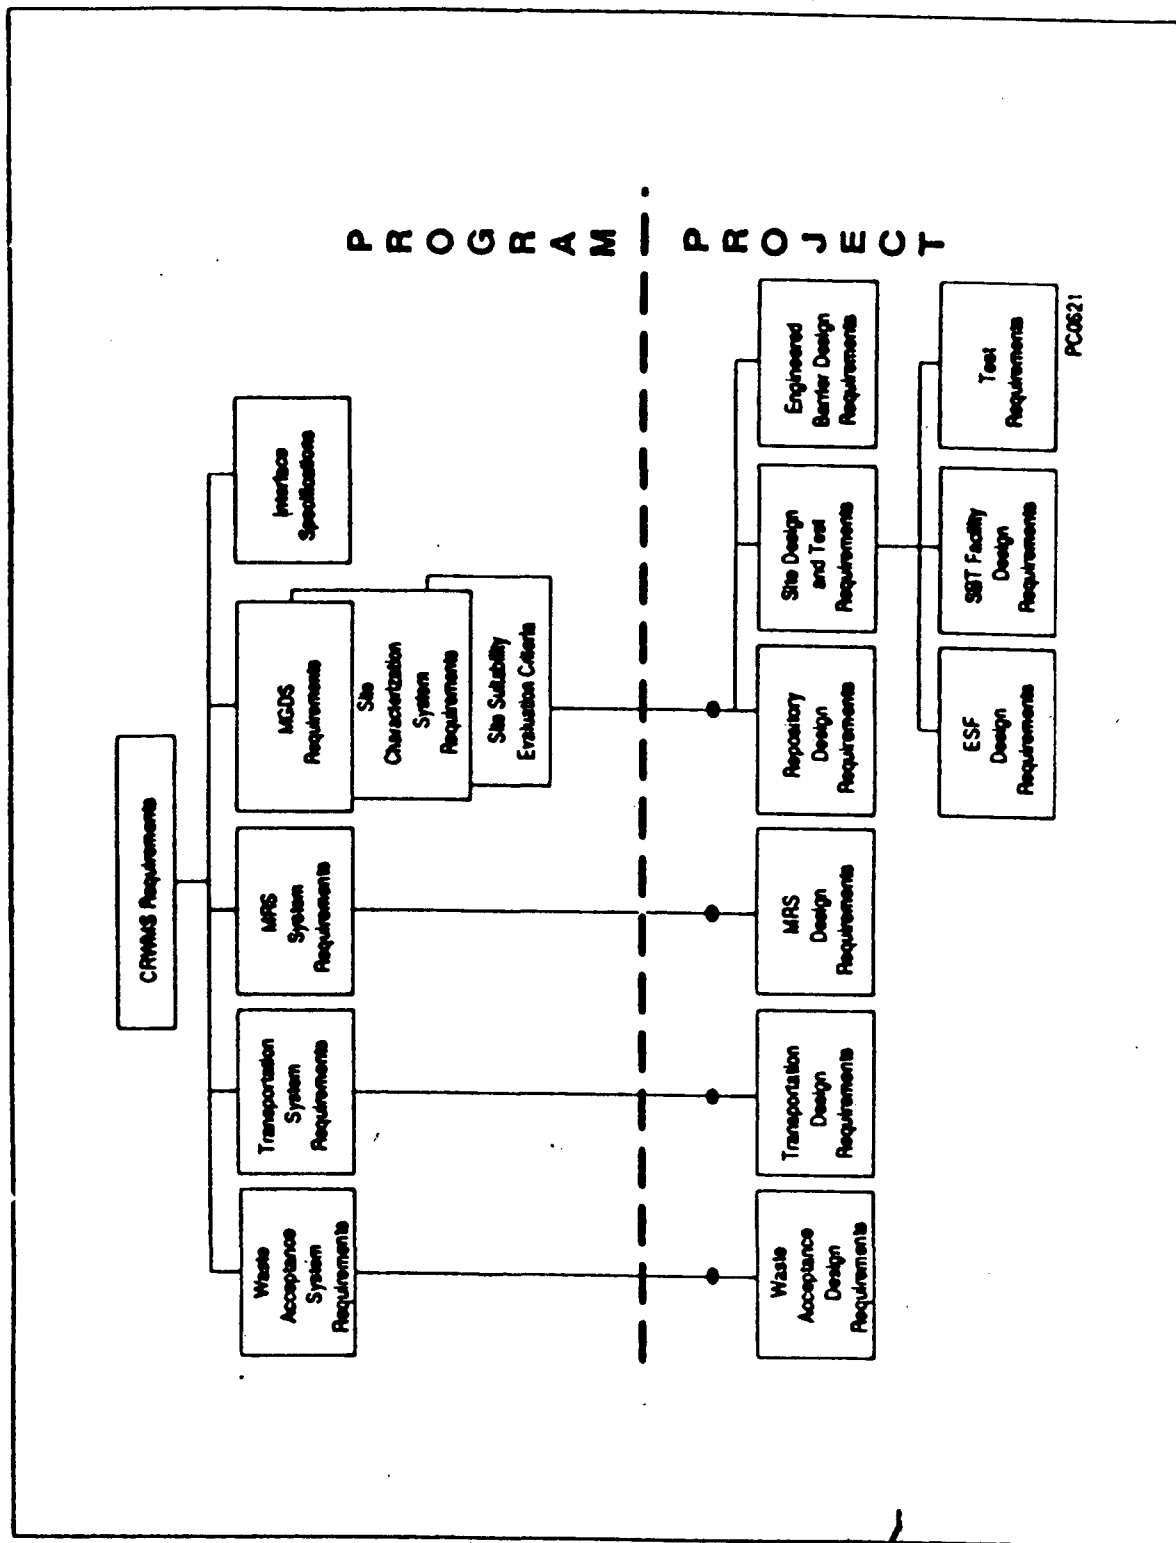 CRWMS Requirements
Waste
Acceptance
System
Requirements
Transportation
System
Requirements
MRS
System
Requirements
MGDS
Requirements
Site
Characterization
System
Requirements
Site Suitability
Evaluation Criteria
Interface
Specifications
PROGRAM
PROJECT
Waste
Acceptance
Design
Requirements
Transportation
Design
Requirements
MRS
Design
Requirements
Repository
Design
Requirements
Site Design
and Test
Requirements
Engineered
Barrier Design
Requirements
ESF
Design
Requirements
SBT Facility
Design
Requirements
Test
Requirements
PC0621